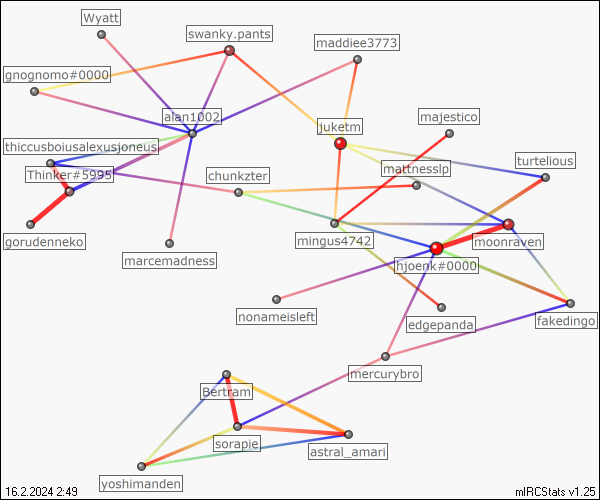 Wyatt
swanky.pants
maddiee3773
gnognomo#0000
alan1002
majestico
juketm
thiccusboiusalexusjoneus
turtelious
mattnesslp
Thinker#5995
chunkzter
gorudenneko
mingus4742
moonraven
marcemadness
hjoenk#0000
nonameisleft
fakedingo
edgepanda
mercurybro
Bertram
sorapie
astral_amari
yoshimanden
16.2.2024 2:49
mIRCStats v1.25